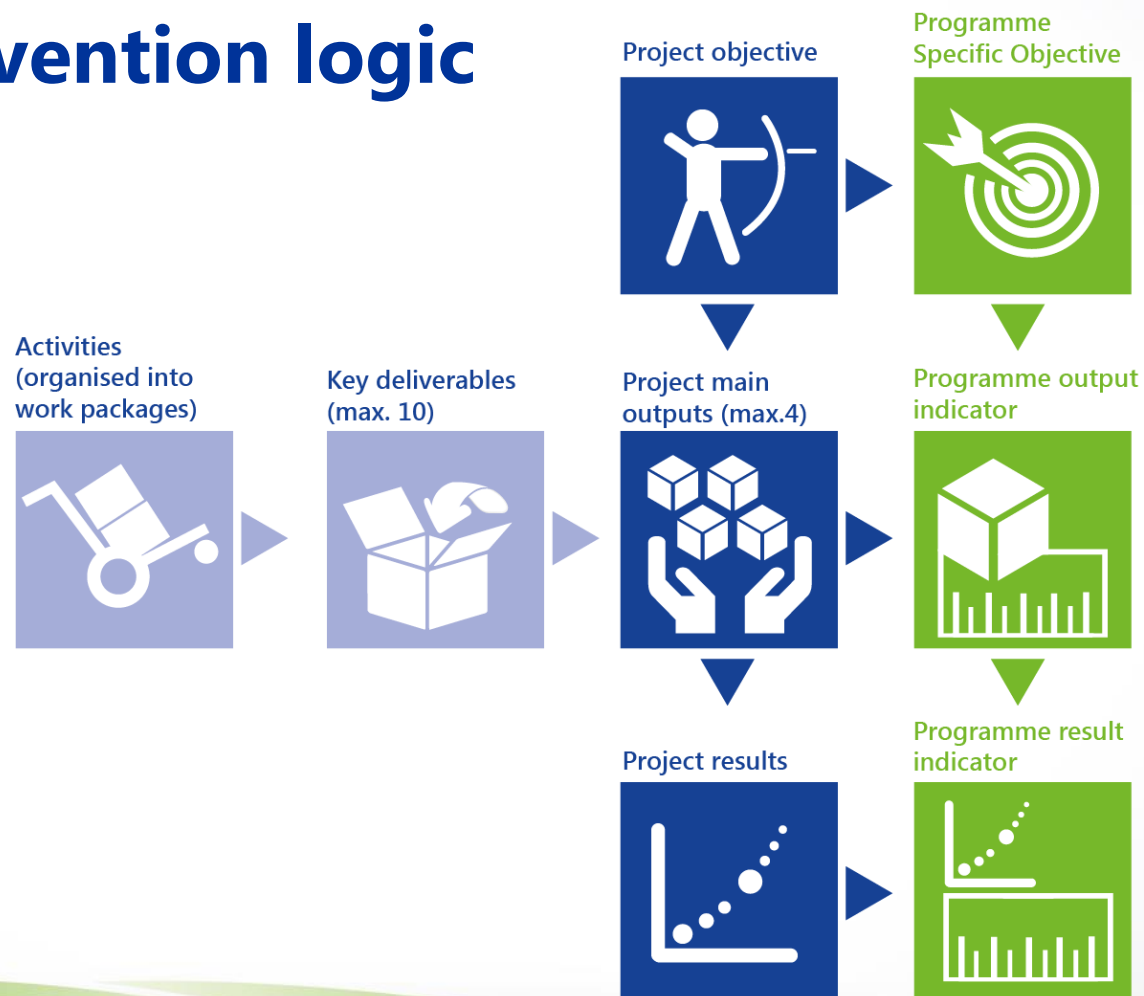 vention logic
Project objective
Programme
Specific Objective
Activities
(organised into
work packages)
Key deliverables
(max. 10)
Project main
outputs (max.4)
Programme output
indicator
Project results
Programme result
indicator